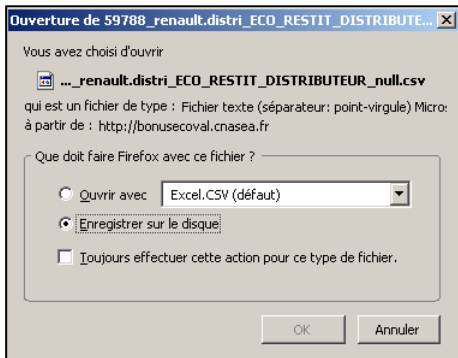 Ouverture de 59788_renault.distri_ECO_RESTIT_DISTRIBUTE...
Vous avez choisi d'ouvrir
..._renault.distri_ECO_RESTIT_DISTRIBUTEUR_null.csv
qui est un fichier de type : Fichier texte (séparateur: point-virgule) Micros
à partir de : http://bonusecoval.cnasea.fr
Que doit faire Firefox avec ce fichier ?
Ouvrir avec Excel.CSV (défaut)
Enregistrer sur le disque
Toujours effectuer cette action pour ce type de fichier.
OK Annuler